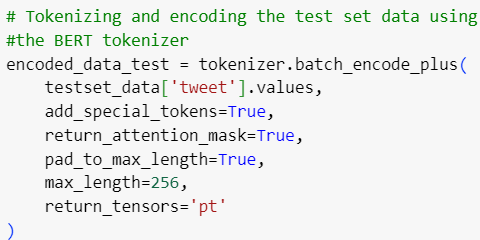 # Tokenizing and encoding the test set data using
#the BERT tokenizer
encoded_data_test = tokenizer.batch_encode_plus(
    testset_data['tweet'].values,
    add_special_tokens=True,
    return_attention_mask=True,
    pad_to_max_length=True,
    max_length=256,
    return_tensors='pt'
)